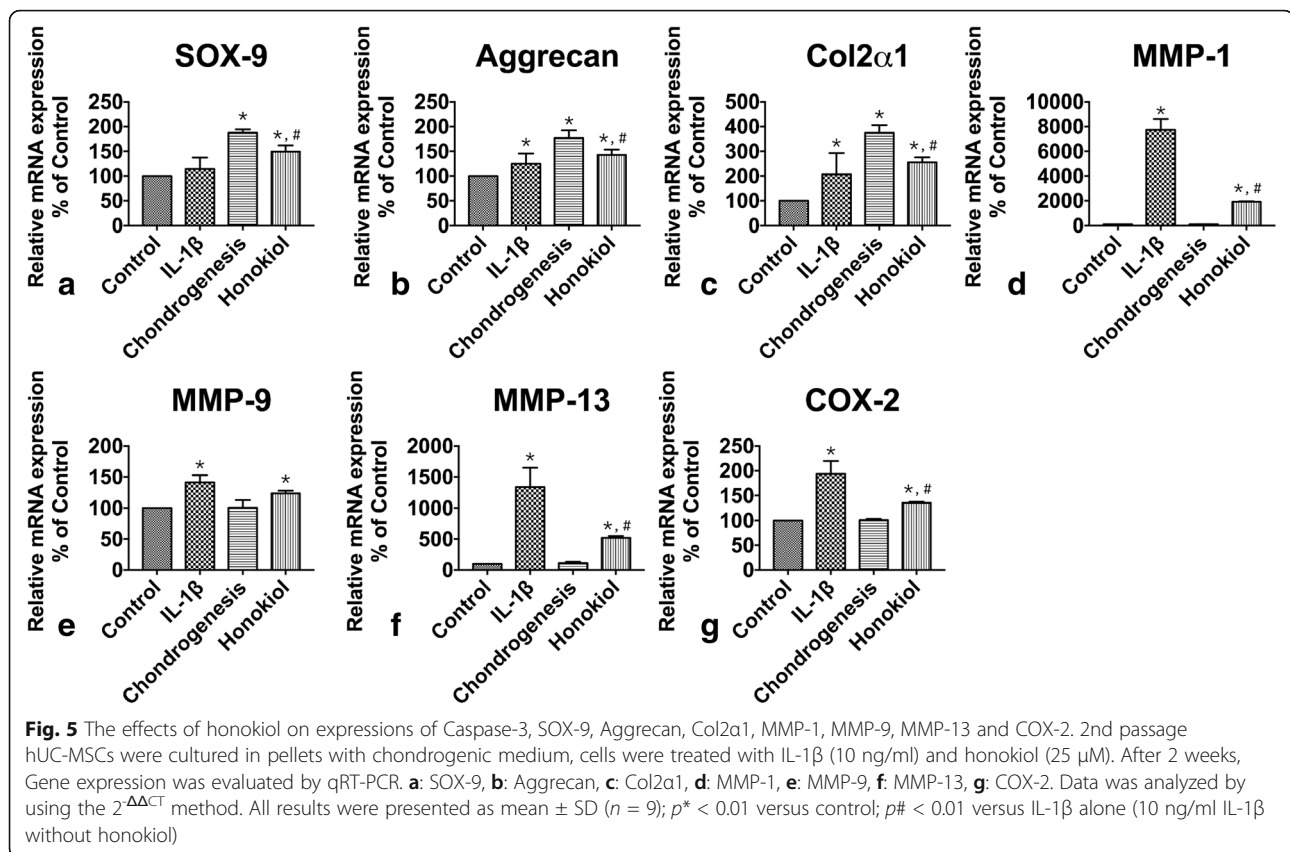 SOX-9
Relative mRNA expression
% of Control
250
200
150
100
50
0
Control
IL-1β
Chondrogenesis
Honokiol
*
*, #
a
Aggrecan
Relative mRNA expression
% of Control
250
200
150
100
50
0
Control
IL-1β
Chondrogenesis
Honokiol
*
*
*, #
b
Col2α1
Relative mRNA expression
% of Control
500
400
300
200
100
0
Control
IL-1β
Chondrogenesis
Honokiol
*
*
*, #
c
MMP-1
Relative mRNA expression
% of Control
10000
8000
6000
4000
2000
0
Control
IL-1β
Chondrogenesis
Honokiol
*
*, #
d
MMP-9
Relative mRNA expression
% of Control
200
150
100
50
0
Control
IL-1β
Chondrogenesis
Honokiol
*
*
e
MMP-13
Relative mRNA expression
% of Control
2000
1500
1000
500
0
Control
IL-1β
Chondrogenesis
Honokiol
*
*, #
f
COX-2
Relative mRNA expression
% of Control
250
200
150
100
50
0
Control
IL-1β
Chondrogenesis
Honokiol
*
*, #
g
Fig. 5 The effects of honokiol on expressions of Caspase-3, SOX-9, Aggrecan, Col2α1, MMP-1, MMP-9, MMP-13 and COX-2. 2nd passage
hUC-MSCs were cultured in pellets with chondrogenic medium, cells were treated with IL-1β (10 ng/ml) and honokiol (25 μM). After 2 weeks,
Gene expression was evaluated by qRT-PCR. a: SOX-9, b: Aggrecan, c: Col2α1, d: MMP-1, e: MMP-9, f: MMP-13, g: COX-2. Data was analyzed by
using the 2-ΔΔCT method. All results were presented as mean ± SD (n = 9); p* < 0.01 versus control; p# < 0.01 versus IL-1β alone (10 ng/ml IL-1β
without honokiol)